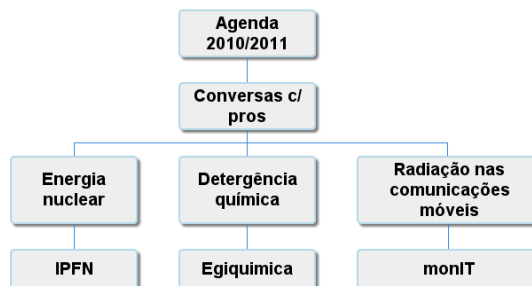 Agenda
2010/2011
Conversas c/
pros
Energia
nuclear
Detergência
química
Radiação nas
comunicações
móveis
IPFN
Egiquimica
monIT